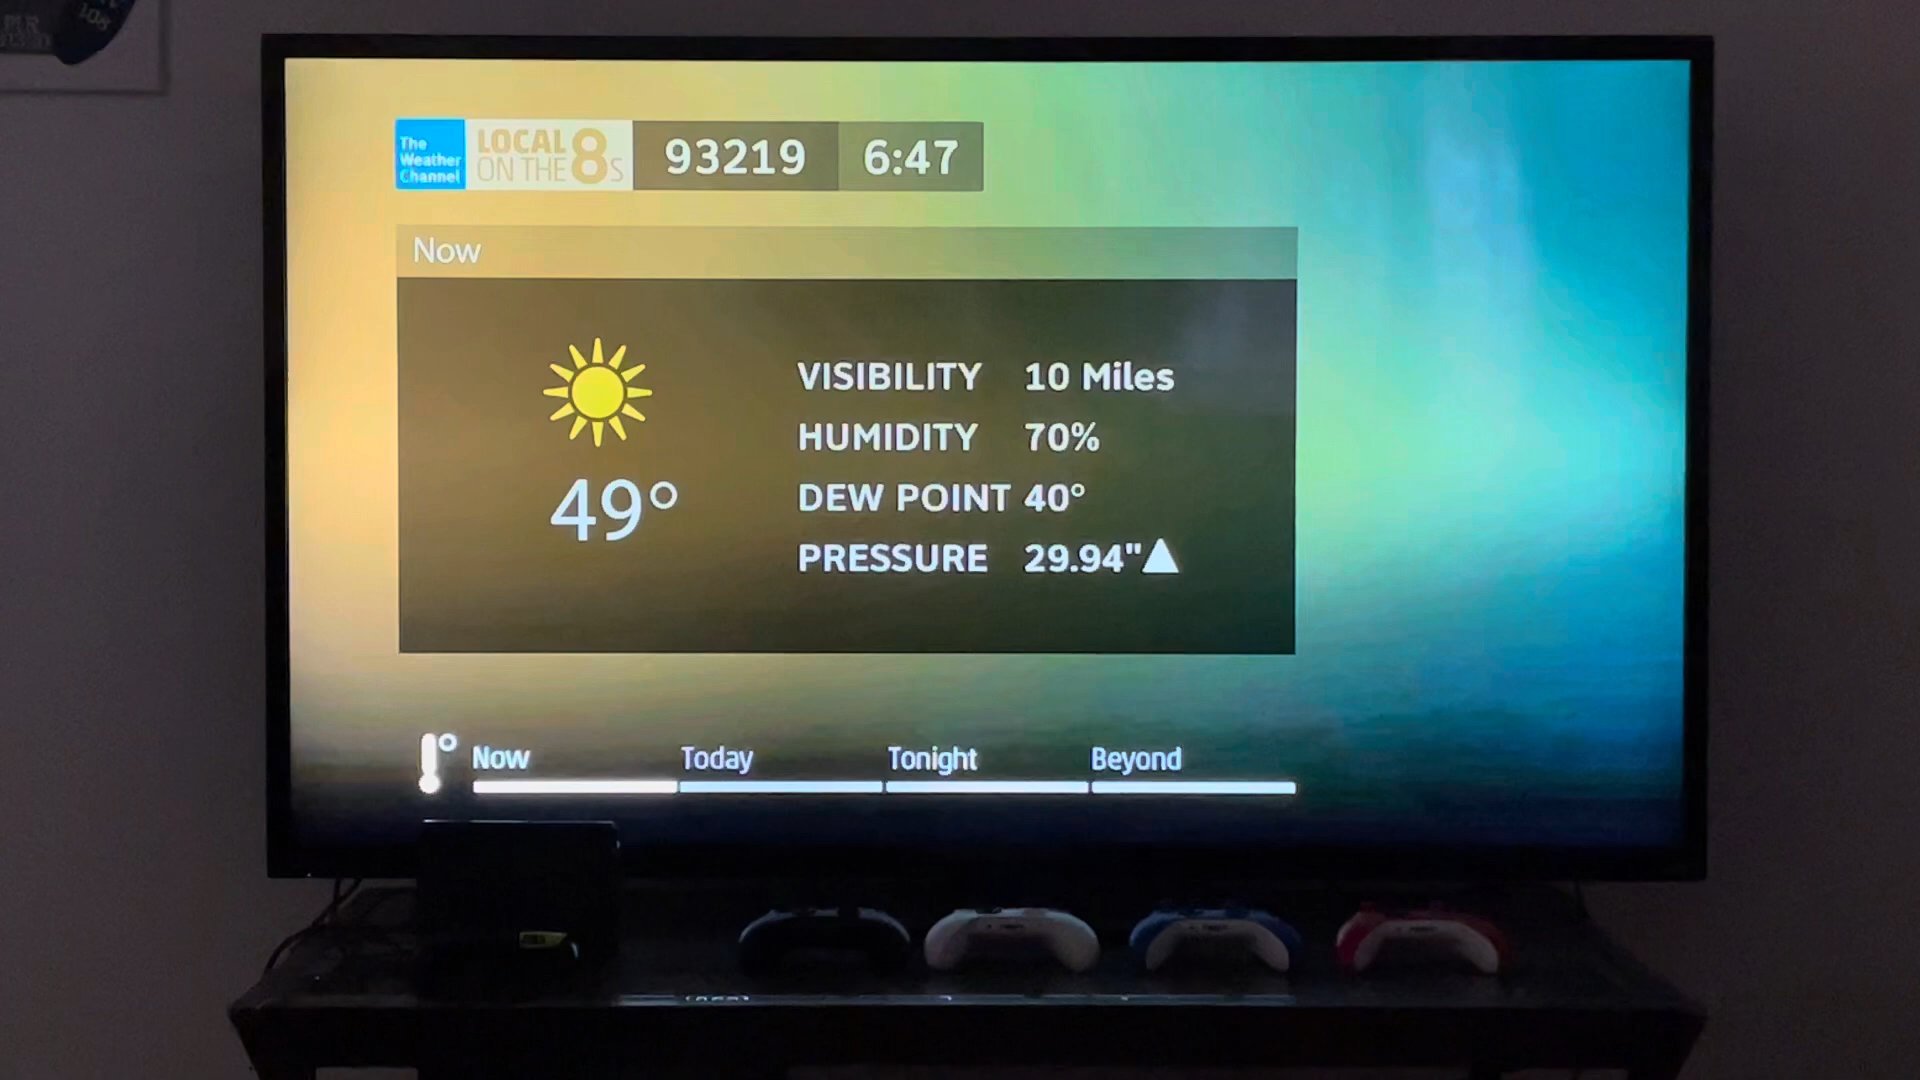 108
The
Weather
Channel
LOCAL
ON THE 8s
93219
6:47
Now
49°
VISIBILITY 10 Miles
HUMIDITY 70%
DEW POINT 40°
PRESSURE 29.94"▲
Now
Today
Tonight
Beyond